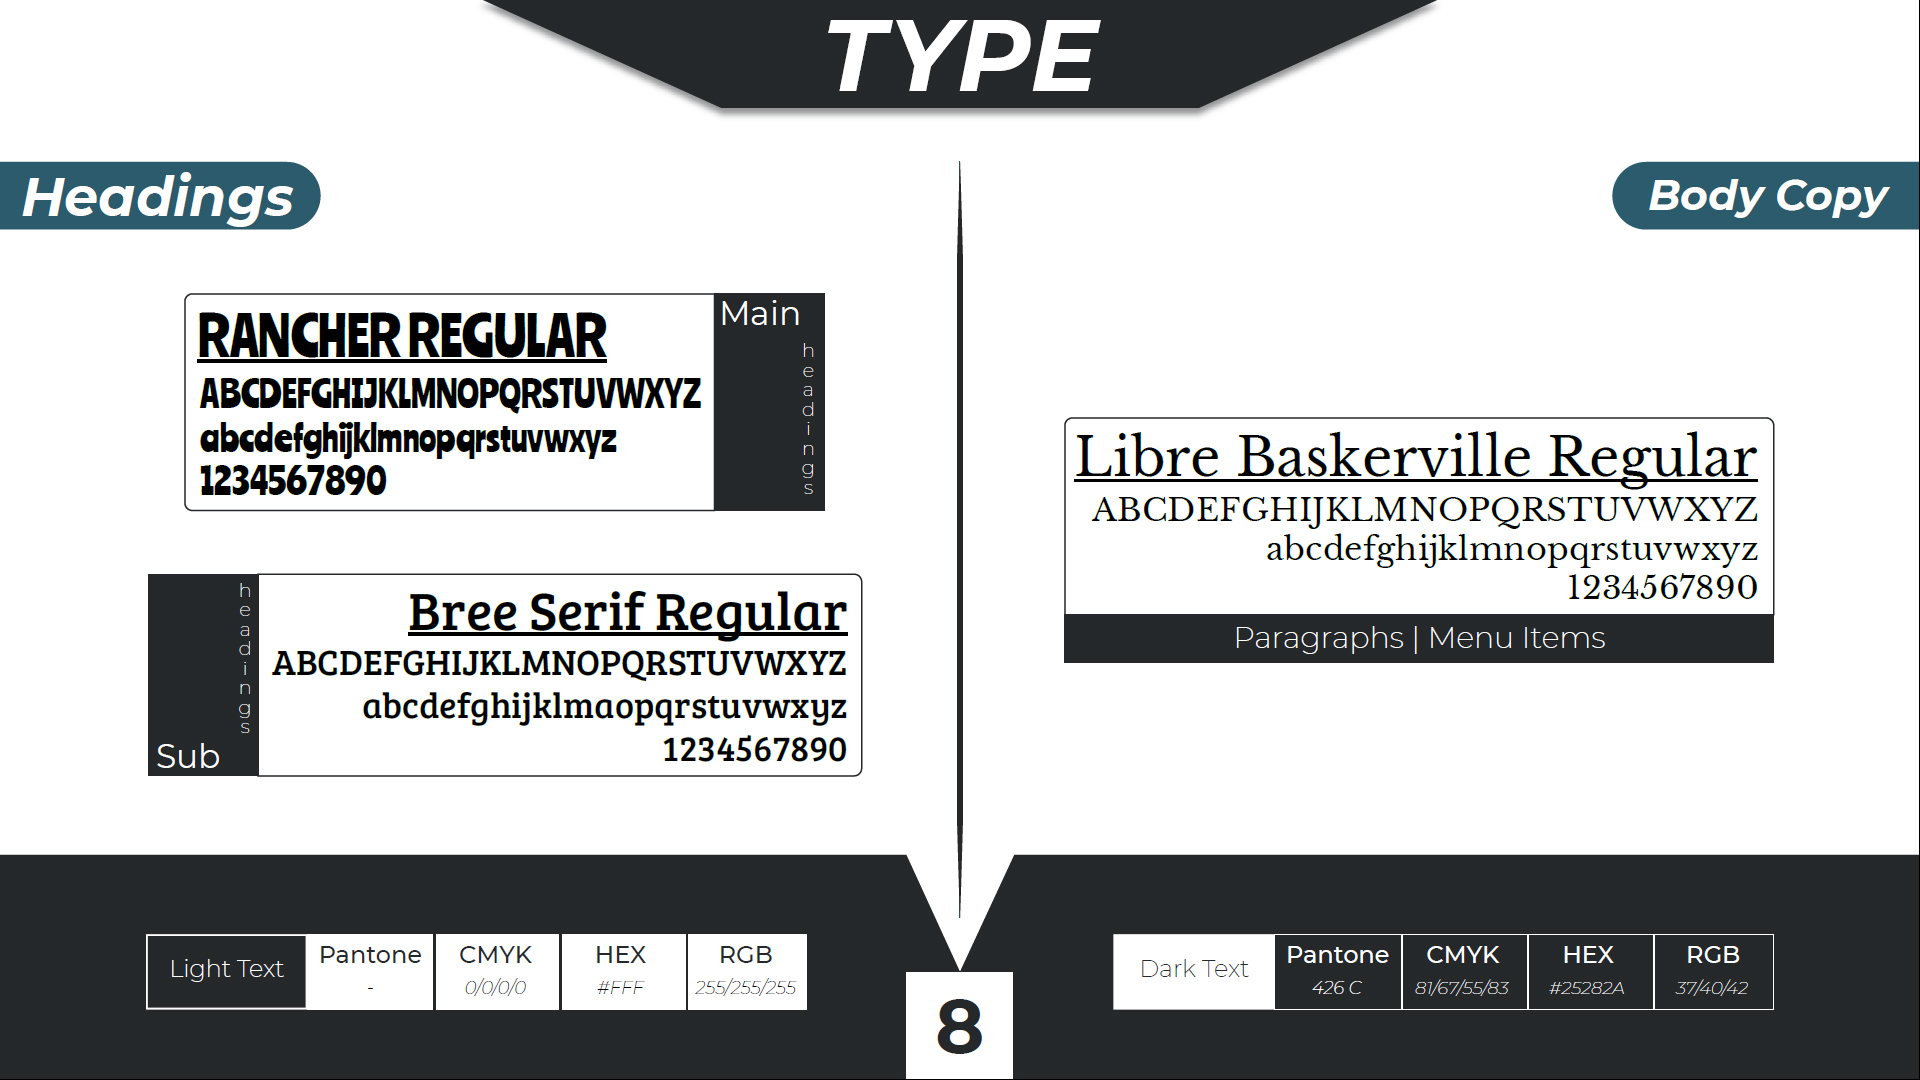 TYPE
Headings
RANCHER REGULAR
ABCDEFGHIJKLMNOPQRSTUVWXYZ
abcdefghijklmnopqrstuvwxyz
1234567890
Main
headings
headings
Sub
Bree Serif Regular
ABCDEFGHIJKLMNOPQRSTUVWXYZ
abcdefghijklmaopqrstuvwxyz
1234567890
Body Copy
Libre Baskerville Regular
ABCDEFGHIJKLMNOPQRSTUVWXYZ
abcdefghijklmnopqrstuvwxyz
1234567890
Paragraphs | Menu Items
Light Text
Pantone
-
CMYK
0/0/0/0
HEX
#FFF
RGB
255/255/255
8
Dark Text
Pantone
426 C
CMYK
81/67/55/83
HEX
#25282A
RGB
37/40/42